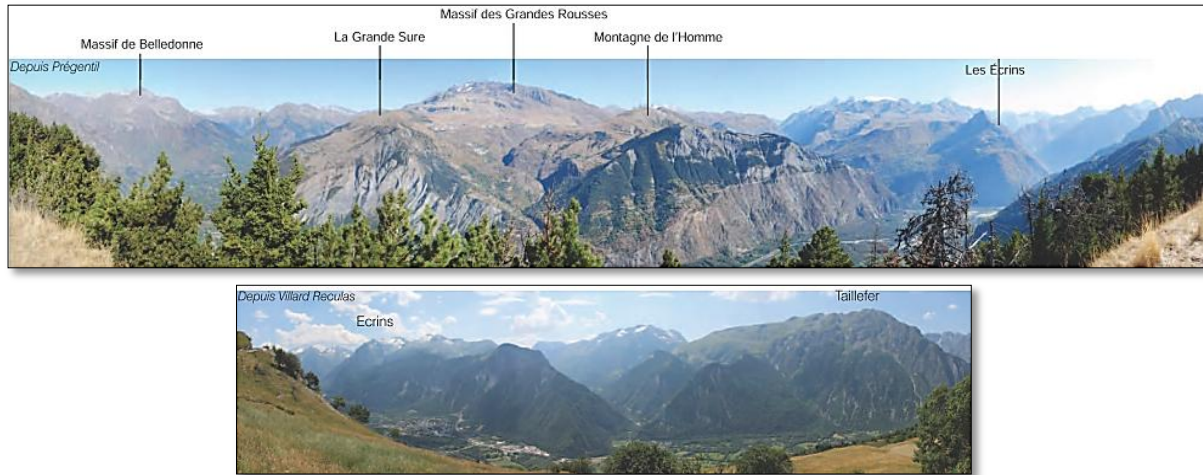 Massif des Grandes Rousses
La Grande Sure
Montagne de l'Homme
Massif de Belledonne
Depuis Prégentil
Les Écrins
Depuis Villard Reculas
Taillefer
Ecrins